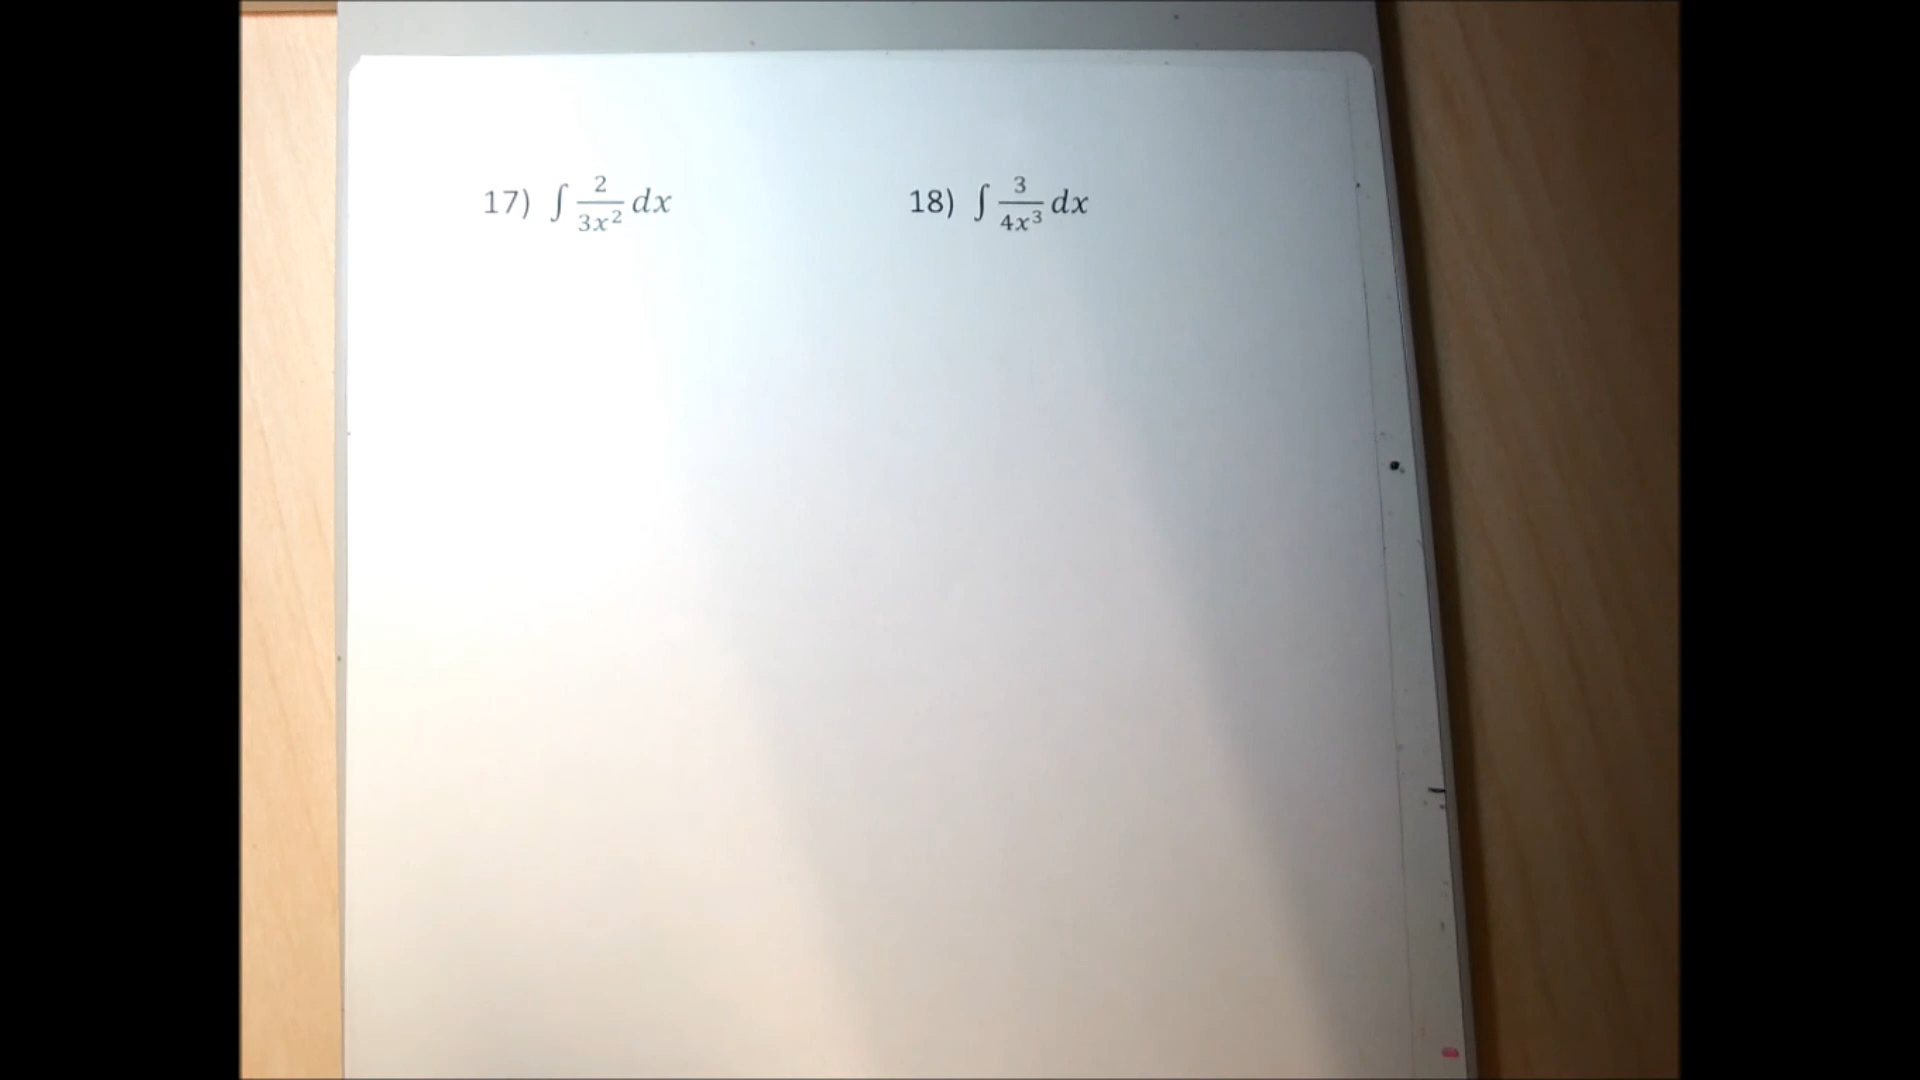 17) ∫ 2/(3x²) dx    18) ∫ 3/(4x³) dx